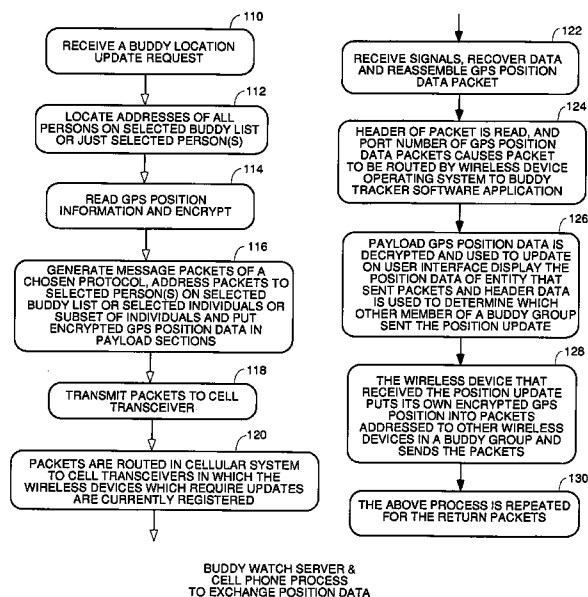 110
RECEIVE A BUDDY LOCATION
UPDATE REQUEST
112
LOCATE ADDRESSES OF ALL
PERSONS ON SELECTED BUDDY LIST
OR JUST SELECTED PERSON(S)
114
READ GPS POSITION
INFORMATION AND ENCRYPT
116
GENERATE MESSAGE PACKETS OF A
CHOSEN PROTOCOL, ADDRESS PACKETS TO
SELECTED PERSON(S) ON SELECTED
BUDDY LIST OR SELECTED INDIVIDUALS OR
SUBSET OF INDIVIDUALS AND PUT
ENCRYPTED GPS POSITION DATA IN
PAYLOAD SECTIONS
118
TRANSMIT PACKETS TO CELL
TRANSCEIVER
120
PACKETS ARE ROUTED IN CELLULAR SYSTEM
TO CELL TRANSCEIVERS IN WHICH THE
WIRELESS DEVICES WHICH REQUIRE UPDATES
ARE CURRENTLY REGISTERED
122
RECEIVE SIGNALS, RECOVER DATA
AND REASSEMBLE GPS POSITION
DATA PACKET
124
HEADER OF PACKET IS READ, AND
PORT NUMBER OF GPS POSITION
DATA PACKETS CAUSES PACKET
TO BE ROUTED BY WIRELESS DEVICE
OPERATING SYSTEM TO BUDDY
TRACKER SOFTWARE APPLICATION
126
PAYLOAD GPS POSITION DATA IS
DECRYPTED AND USED TO UPDATE
ON USER INTERFACE DISPLAY THE
POSITION DATA OF ENTITY THAT
SENT PACKETS AND HEADER DATA
IS USED TO DETERMINE WHICH
OTHER MEMBER OF A BUDDY GROUP
SENT THE POSITION UPDATE
128
THE WIRELESS DEVICE THAT
RECEIVED THE POSITION UPDATE
PUTS ITS OWN ENCRYPTED GPS
POSITION INTO PACKETS
ADDRESSED TO OTHER WIRELESS
DEVICES IN A BUDDY GROUP AND
SENDS THE PACKETS
130
THE ABOVE PROCESS IS REPEATED
FOR THE RETURN PACKETS
BUDDY WATCH SERVER &
CELL PHONE PROCESS
TO EXCHANGE POSITION DATA